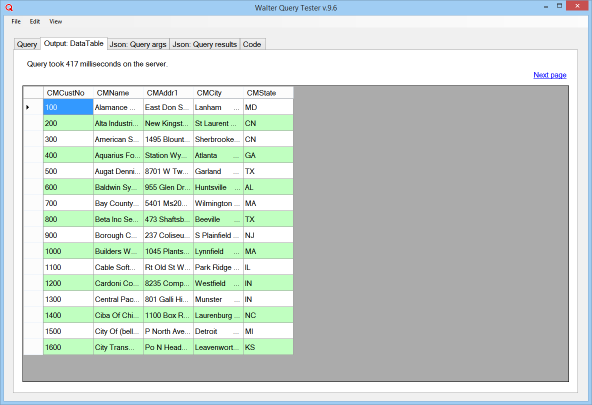 Walter Query Tester v.9.6
File Edit View
Query Output: DataTable Json: Query args Json: Query results Code
Query took 417 milliseconds on the server.
Next page
CMCustNo CMName CMAddr1 CMCity CMState
100 Alamance ... East Don S... Lanham ... MD
200 Alta Industri... New Kingst... St Laurent ... CN
300 American S... 1495 Blount... Sherbrooke... CN
400 Aquarius Fo... Station Wy... Atlanta ... GA
500 Augat Denni... 8701 W Tw... Garland ... TX
600 Baldwin Sy... 955 Glen Dr... Huntsville ... AL
700 Bay County... 5401 Ms20... Wilmington ... MA
800 Beta Inc Se... 473 Shaftsb... Beeville ... TX
900 Borough C... 237 Coliseu... S Plainfield ... NJ
1000 Builders W... 1045 Plants... Lynnfield ... MA
1100 Cable Soft... Rt Old St W... Park Ridge ... IL
1200 Cardoni Co... 8235 Comp... Westfield ... IN
1300 Central Pac... 801 Galli Hi... Munster ... IN
1400 Ciba Of Chi... 1100 Box R... Laurenburg ... NC
1500 City Of (bell... P North Ave... Detroit ... MI
1600 City Trans... Po N Head... Leavenwort... KS